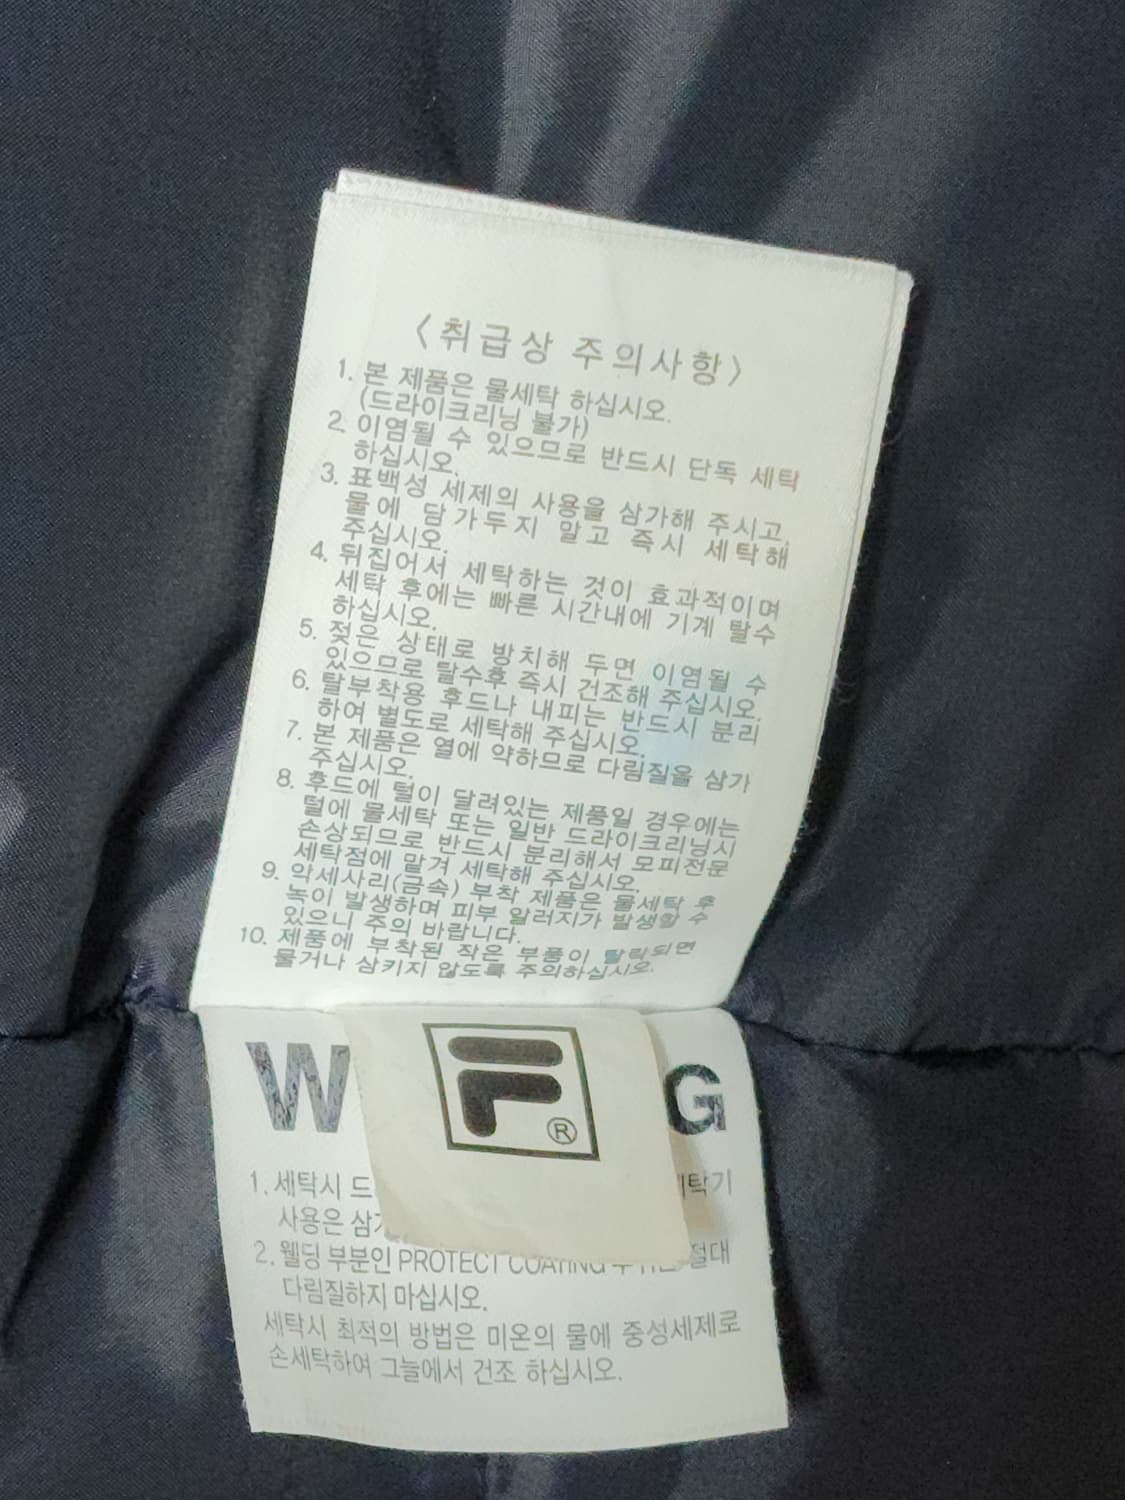 〈취급상 주의사항〉
1. 본 제품은 물세탁 하십시오.
(드라이크리닝 불가)
2. 이염될 수 있으므로 반드시 단독 세탁
하십시오.
3. 표백성 세제의 사용을 삼가해 주시고,
물에 담가두지 말고 즉시 세탁해
주십시오.
4. 뒤집어서 세탁하는 것이 효과적이며
세탁 후에는 빠른 시간내에 기계 탈수
하십시오.
5. 젖은 상태로 방치해 두면 이염될 수
있으므로 탈수후 즉시 건조해 주십시오.
6. 탈부착용 후드나 내피는 반드시 분리
하여 별도로 세탁해 주십시오.
7. 본 제품은 열에 약하므로 다림질을 삼가
주십시오.
8. 후드에 털이 달려있는 제품일 경우에는
털에 물세탁 또는 일반 드라이크리닝시
손상되므로 반드시 분리해서 모피전문
세탁점에 맡겨 세탁해 주십시오.
9. 악세사리(금속) 부착 제품은 물세탁 후
녹이 발생하며 피부 알러지가 발생할 수
있으니 주의 바랍니다.
10. 제품에 부착된 작은 부품이 탈락되면
물거나 삼키지 않도록 주의하십시오.
W F® G
1. 세탁시 드 탁기
사용은 삼가
2. 웰딩 부분인 PROTECT COATING 절대
다림질하지 마십시오.
세탁시 최적의 방법은 미온의 물에 중성세제로
손세탁하여 그늘에서 건조 하십시오.